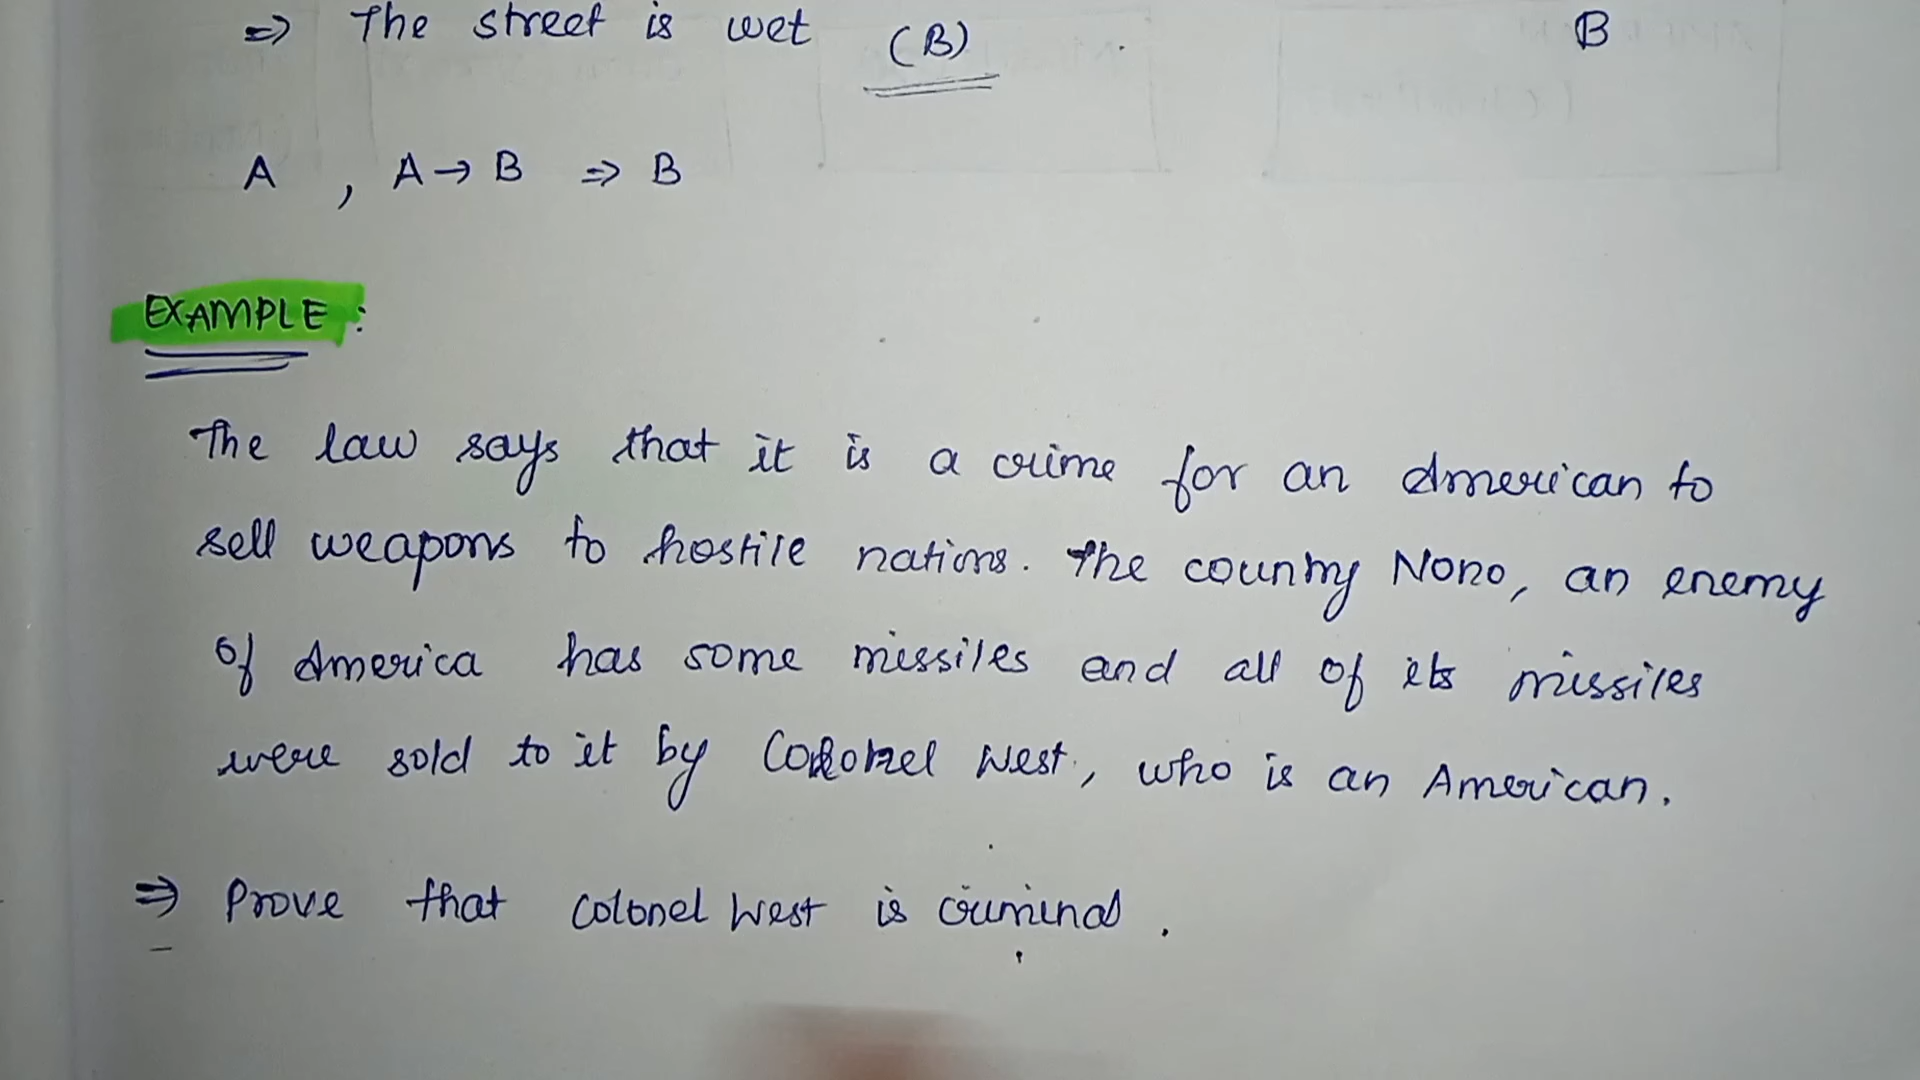 ⇒ The street is wet (B) B
A , A → B ⇒ B
EXAMPLE :
The law says that it is a crime for an American to
sell weapons to hostile nations. The country Nono, an enemy
of America has some missiles and all of its missiles
were sold to it by Colonel West, who is an American.
⇒ Prove that Colonel West is criminal.